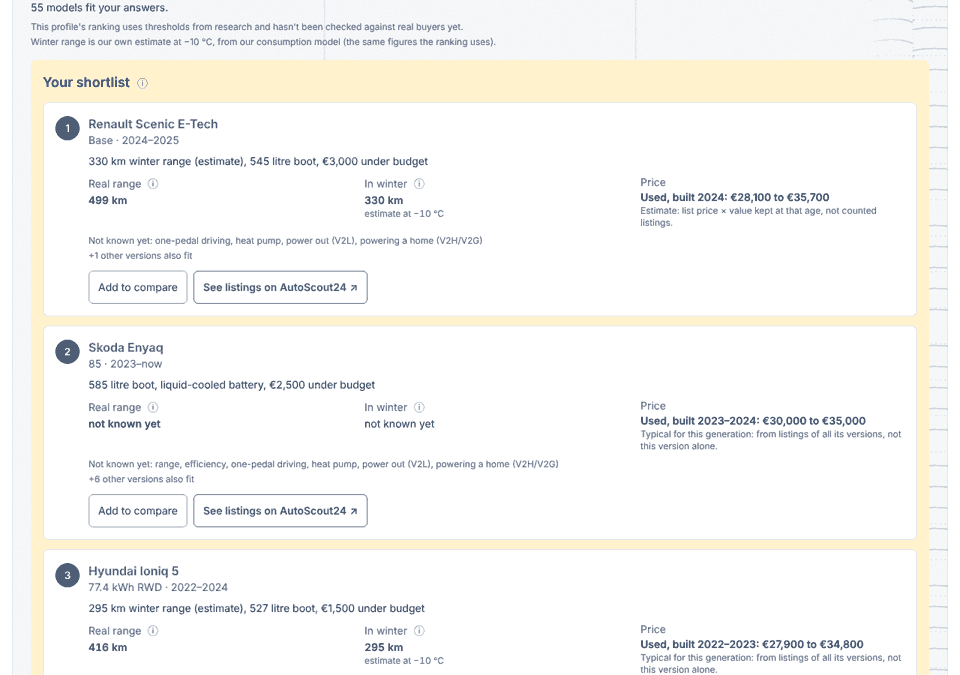 55 models fit your answers.
This profile's ranking uses thresholds from research and hasn't been checked against real buyers yet.
Winter range is our own estimate at −10 °C, from our consumption model (the same figures the ranking uses).
Your shortlist ⓘ
1
Renault Scenic E-Tech
Base · 2024–2025
330 km winter range (estimate), 545 litre boot, €3,000 under budget
Real range ⓘ
499 km
In winter ⓘ
330 km
estimate at −10 °C
Price
Used, built 2024: €28,100 to €35,700
Estimate: list price × value kept at that age, not counted
listings.
Not known yet: one-pedal driving, heat pump, power out (V2L), powering a home (V2H/V2G)
+1 other versions also fit
Add to compare
See listings on AutoScout24 ↗
2
Skoda Enyaq
85 · 2023–now
585 litre boot, liquid-cooled battery, €2,500 under budget
Real range ⓘ
not known yet
In winter ⓘ
not known yet
Price
Used, built 2023–2024: €30,000 to €35,000
Typical for this generation: from listings of all its versions, not
this version alone.
Not known yet: range, efficiency, one-pedal driving, heat pump, power out (V2L), powering a home (V2H/V2G)
+6 other versions also fit
Add to compare
See listings on AutoScout24 ↗
3
Hyundai Ioniq 5
77.4 kWh RWD · 2022–2024
295 km winter range (estimate), 527 litre boot, €1,500 under budget
Real range ⓘ
416 km
In winter ⓘ
295 km
estimate at −10 °C
Price
Used, built 2022–2023: €27,900 to €34,800
Typical for this generation: from listings of all its versions, not
this version alone.